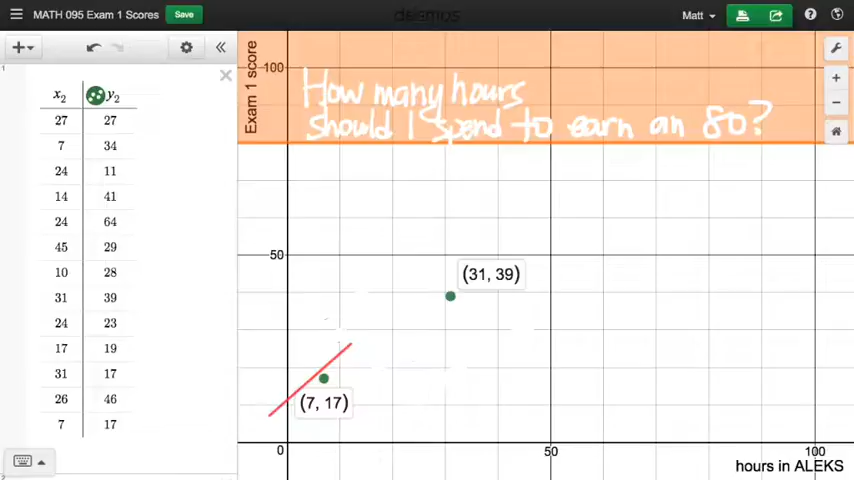 MATH 095 Exam 1 Scores
Save
desmos
Matt
1
x2 y2
27 27
7 34
24 11
14 41
24 64
45 29
10 28
31 39
24 23
17 19
31 17
26 46
7 17
2
Exam 1 score
100
How many hours
should I spend to earn an 80?
50
(31, 39)
(7, 17)
0
50
100
hours in ALEKS